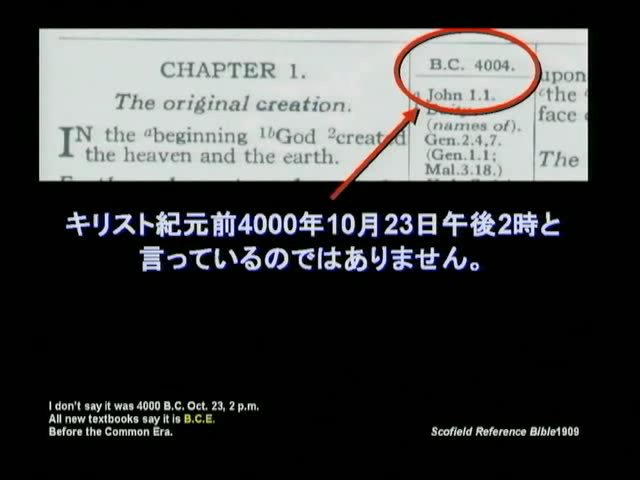 CHAPTER 1.
The original creation.
IN the ᵃbeginning ¹ᵇGod ²created
the heaven and the earth.
B.C. 4004.
John 1.1.
(names of).
Gen.2.4,7.
(Gen.1.1;
Mal.3.18.)
upon
ᶜthe
face
The
キリスト紀元前4000年10月23日午後2時と
言っているのではありません。
I don't say it was 4000 B.C. Oct. 23, 2 p.m.
All new textbooks say it is B.C.E.
Before the Common Era.
Scofield Reference Bible1909